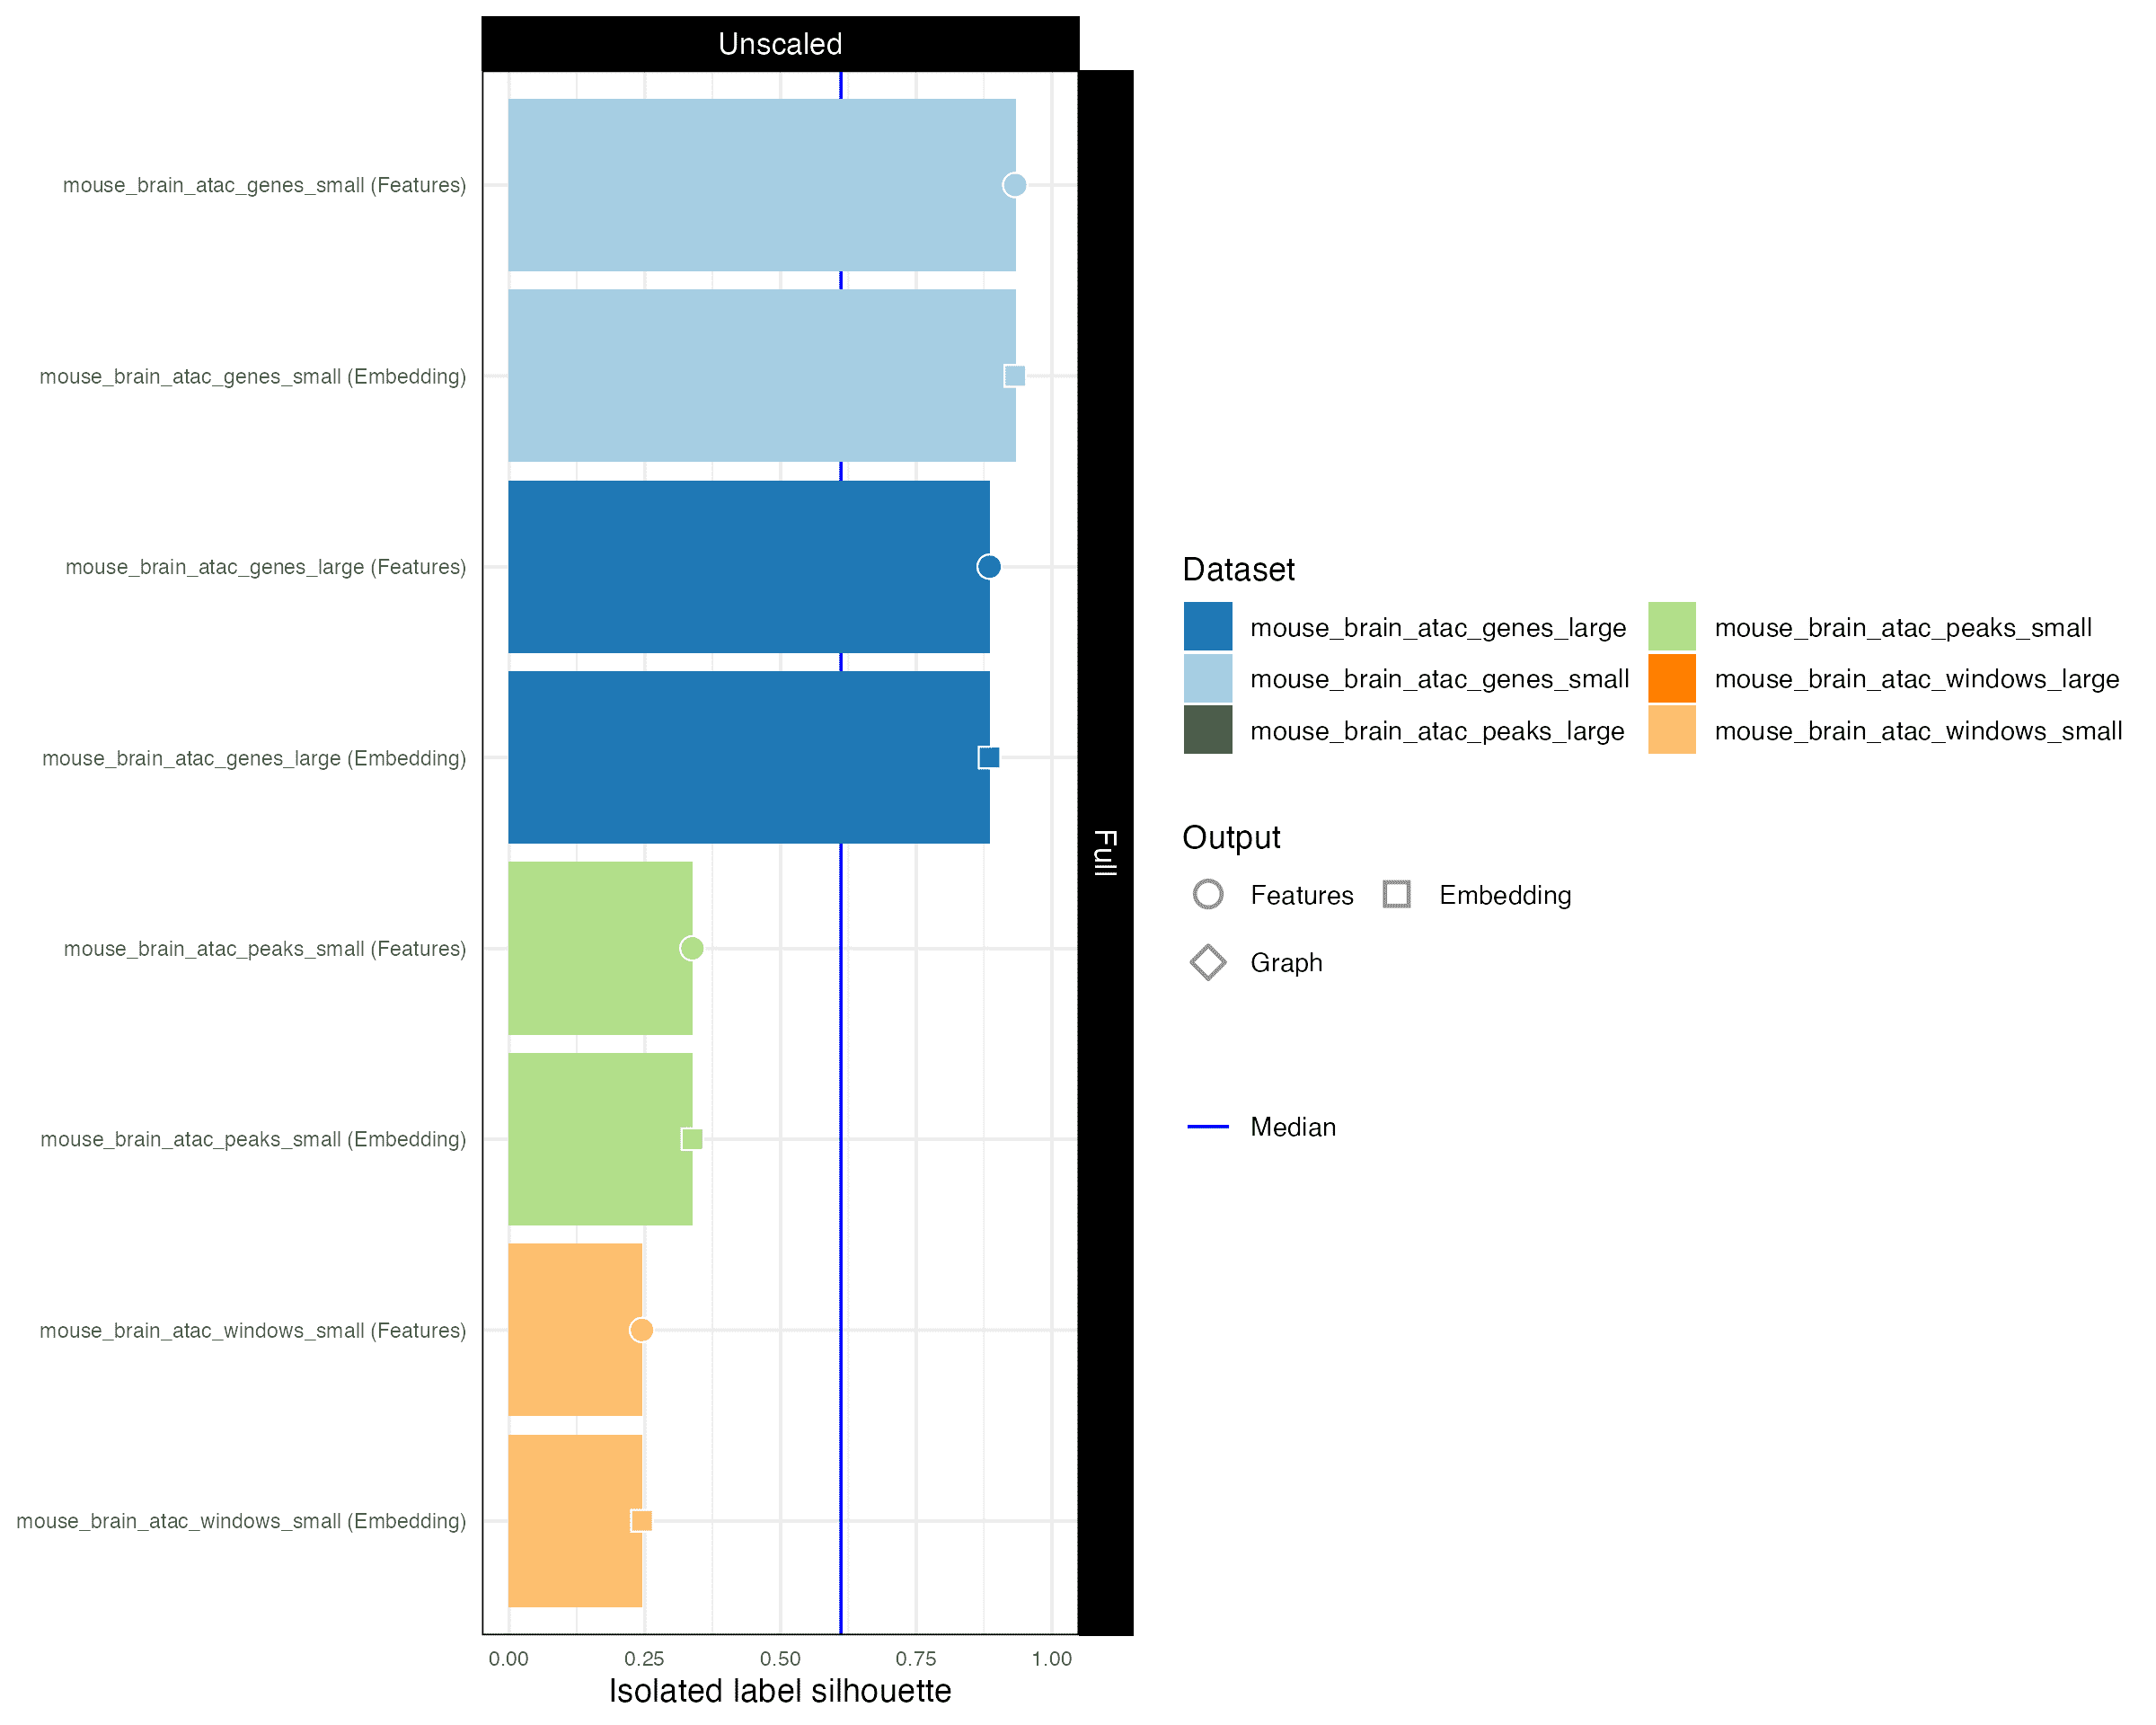 Unscaled
mouse_brain_atac_genes_small (Features)
mouse_brain_atac_genes_small (Embedding)
mouse_brain_atac_genes_large (Features)
mouse_brain_atac_genes_large (Embedding)
mouse_brain_atac_peaks_small (Features)
mouse_brain_atac_peaks_small (Embedding)
mouse_brain_atac_windows_small (Features)
mouse_brain_atac_windows_small (Embedding)
0.00 0.25 0.50 0.75 1.00
Isolated label silhouette
Full
Dataset
mouse_brain_atac_genes_large mouse_brain_atac_peaks_small
mouse_brain_atac_genes_small mouse_brain_atac_windows_large
mouse_brain_atac_peaks_large mouse_brain_atac_windows_small
Output
Features Embedding
Graph
Median